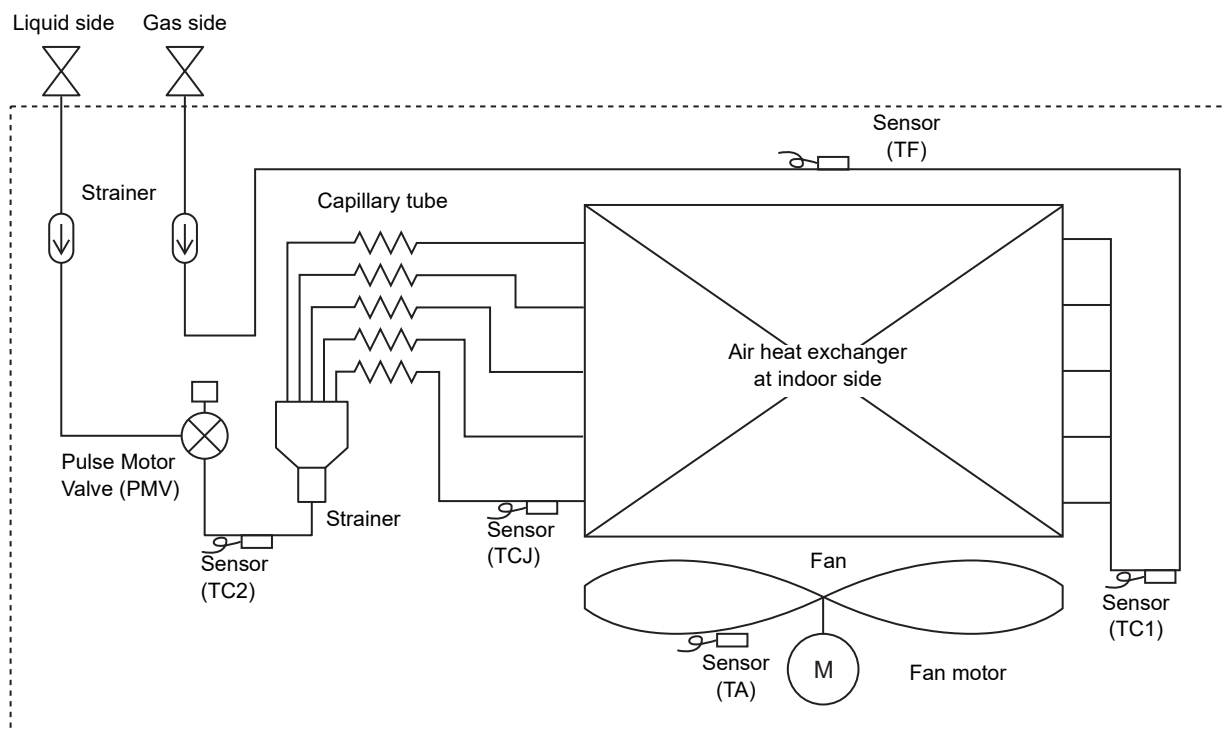 Liquid side
Gas side
Sensor
(TF)
Strainer
Capillary tube
Air heat exchanger
at indoor side
Pulse Motor
Valve (PMV)
Strainer
Sensor
(TCJ)
Sensor
(TC2)
Fan
Sensor
(TC1)
Sensor
(TA)
M
Fan motor